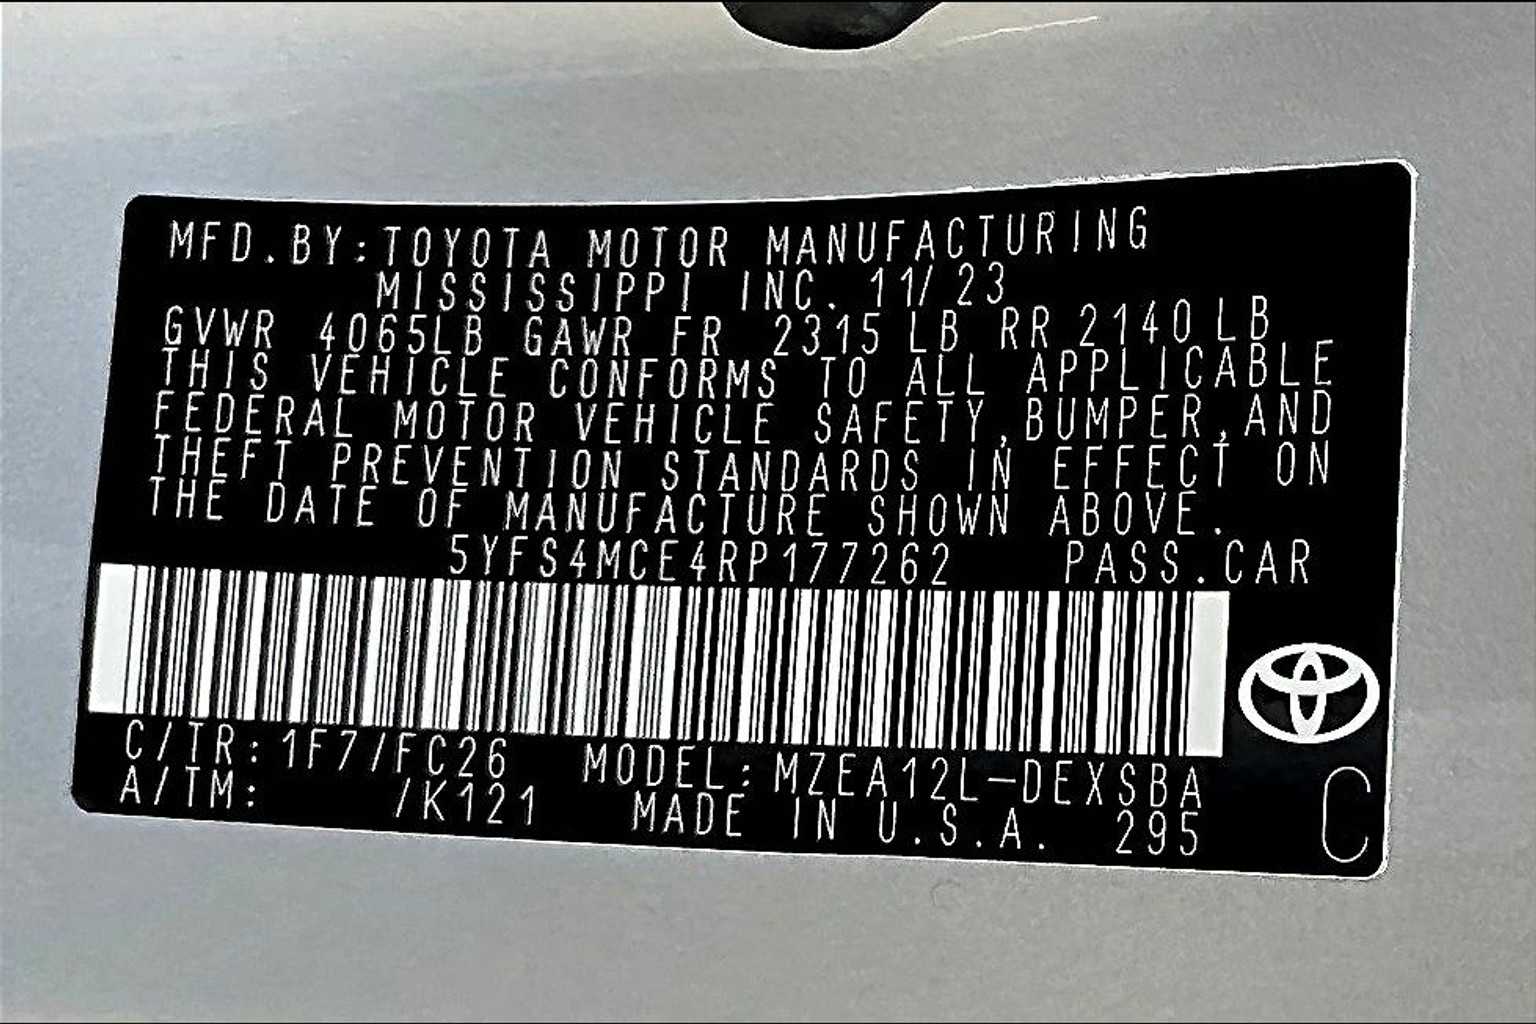 MFD.BY:TOYOTA MOTOR MANUFACTURING
MISSISSIPPI INC. 11/23
GVWR 4065LB GAWR FR 2315 LB RR 2140 LB
THIS VEHICLE CONFORMS TO ALL APPLICABLE
FEDERAL MOTOR VEHICLE SAFETY,BUMPER,AND
THEFT PREVENTION STANDARDS IN EFFECT ON
THE DATE OF MANUFACTURE SHOWN ABOVE.
5YFS4MCE4RP177262 PASS.CAR
C/TR:1F7/FC26 MODEL:MZEA12L-DEXSBA
A/TM: /K121 MADE IN U.S.A. 295 C